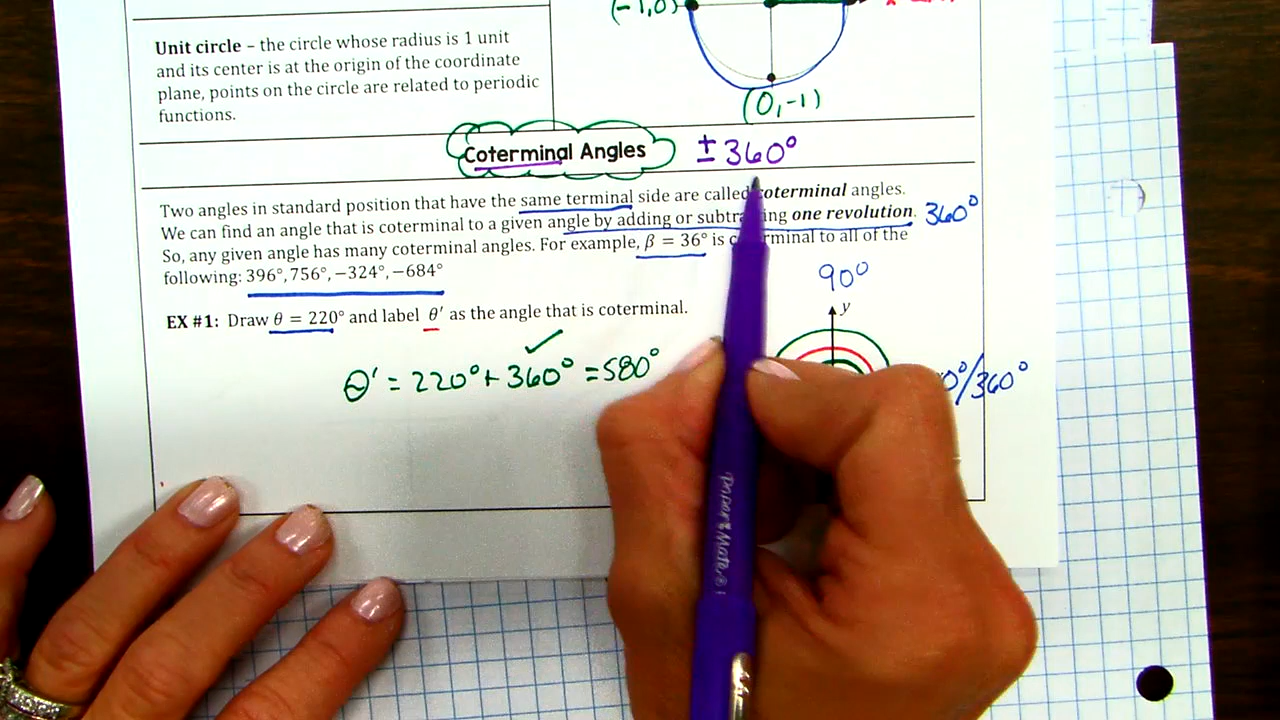 (-1,0)
Unit circle – the circle whose radius is 1 unit
and its center is at the origin of the coordinate
plane, points on the circle are related to periodic
functions.
(0,-1)
Coterminal Angles ± 360°
Two angles in standard position that have the same terminal side are called coterminal angles.
We can find an angle that is coterminal to a given angle by adding or subtracting one revolution. 360°
So, any given angle has many coterminal angles. For example, β = 36° is coterminal to all of the
following: 396°, 756°, −324°, −684°
90°
y
EX #1: Draw θ = 220° and label θ′ as the angle that is coterminal.
θ' = 220° + 360° = 580°
0°/360°
Paper Mate